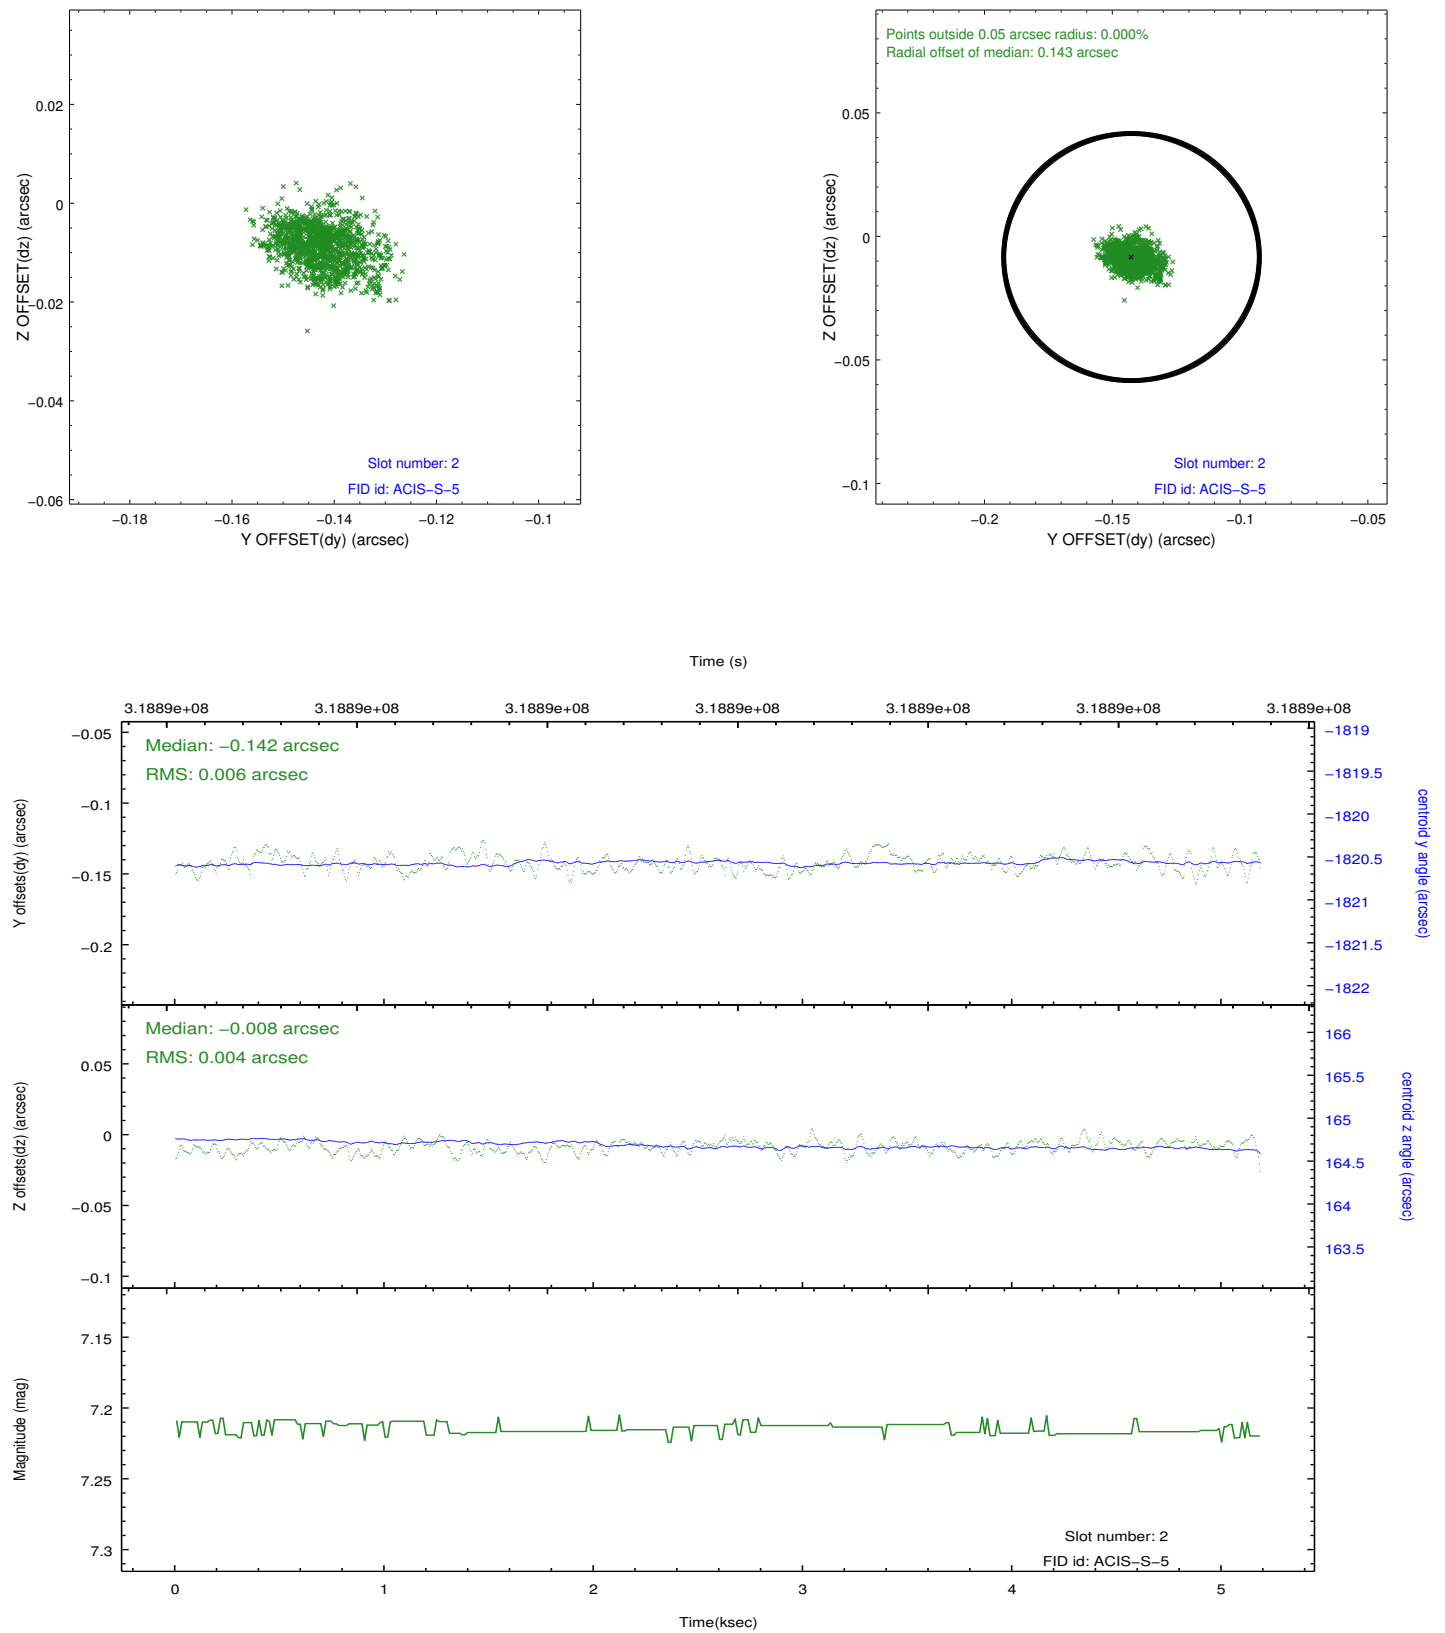 0.02
0
−0.02
−0.04
−0.06
Z OFFSET(dz) (arcsec)
Slot number: 2
FID id: ACIS−S−5
−0.18
−0.16
−0.14
−0.12
−0.1
Y OFFSET(dy) (arcsec)
Points outside 0.05 arcsec radius: 0.000%
Radial offset of median: 0.143 arcsec
0.05
0
−0.05
−0.1
Z OFFSET(dz) (arcsec)
Slot number: 2
FID id: ACIS−S−5
−0.2
−0.15
−0.1
−0.05
Y OFFSET(dy) (arcsec)
Time (s)
3.1889e+08
3.1889e+08
3.1889e+08
3.1889e+08
3.1889e+08
3.1889e+08
3.1889e+08
−0.05
−0.1
−0.15
−0.2
Y offsets(dy) (arcsec)
Median: −0.142 arcsec
RMS: 0.006 arcsec
−1819
−1819.5
−1820
−1820.5
−1821
−1821.5
−1822
centroid y angle (arcsec)
0.05
0
−0.05
−0.1
Z offsets(dz) (arcsec)
Median: −0.008 arcsec
RMS: 0.004 arcsec
166
165.5
165
164.5
164
163.5
centroid z angle (arcsec)
7.15
7.2
7.25
7.3
Magnitude (mag)
Slot number: 2
FID id: ACIS−S−5
0
1
2
3
4
5
Time(ksec)